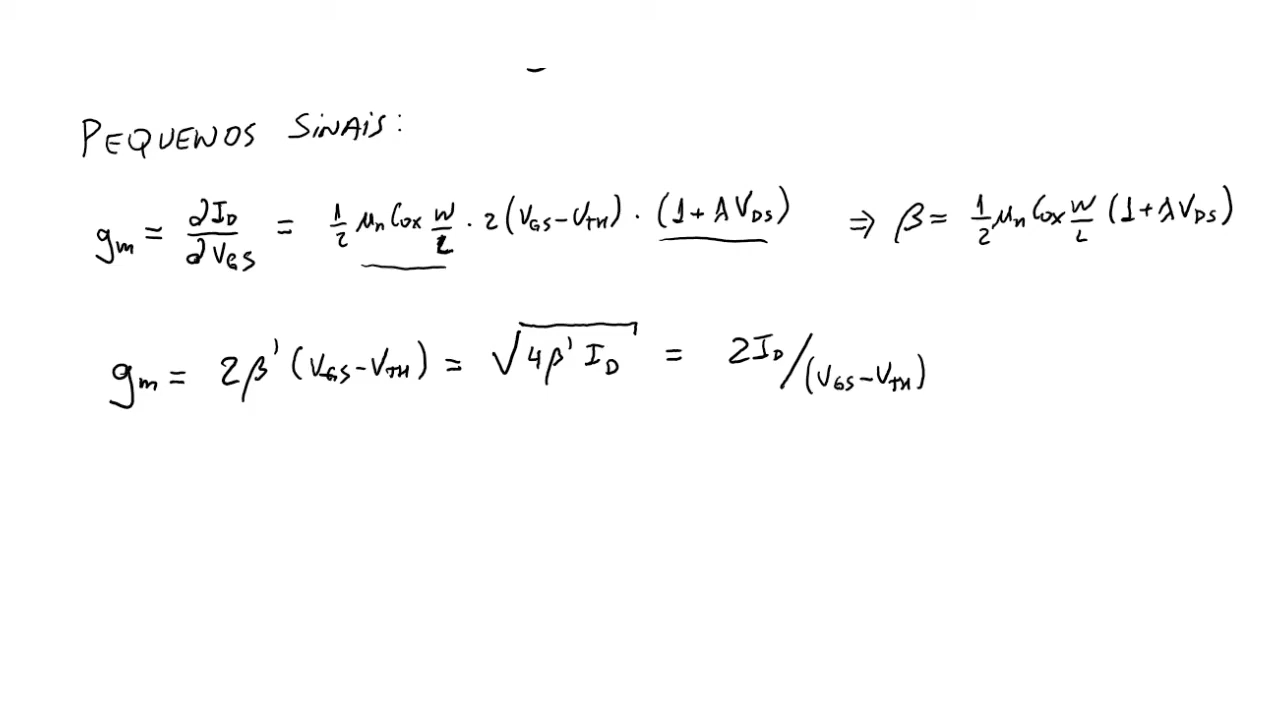 PEQUENOS SINAIS:
gm = ∂ID/∂VGS = 1/2 μn Cox W/L · 2(VGS-VTH) · (1+λVDS) ⇒ β = 1/2 μn Cox W/L (1+λVDS)
gm = 2β'(VGS-VTH) = √(4β'ID) = 2ID/(VGS-VTH)